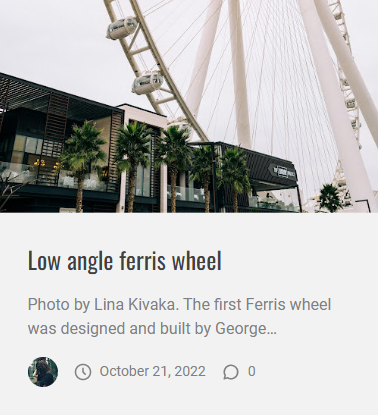 Low angle ferris wheel
Photo by Lina Kivaka. The first Ferris wheel
was designed and built by George...
October 21, 2022
0